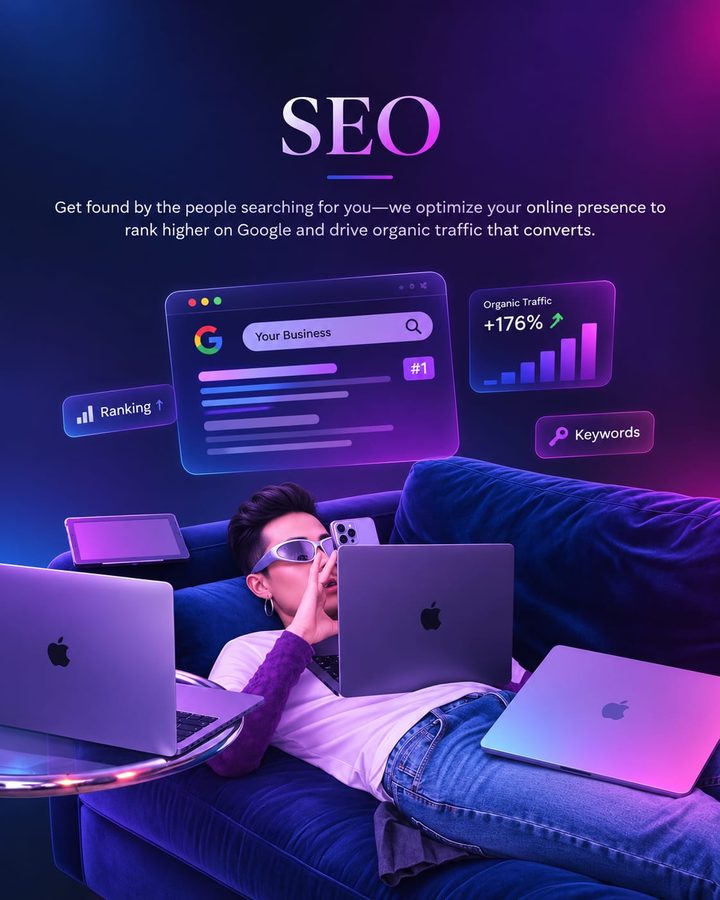 SEO
Get found by the people searching for you—we optimize your online presence to
rank higher on Google and drive organic traffic that converts.
Your Business
#1
Organic Traffic
+176%
Ranking ↑
Keywords